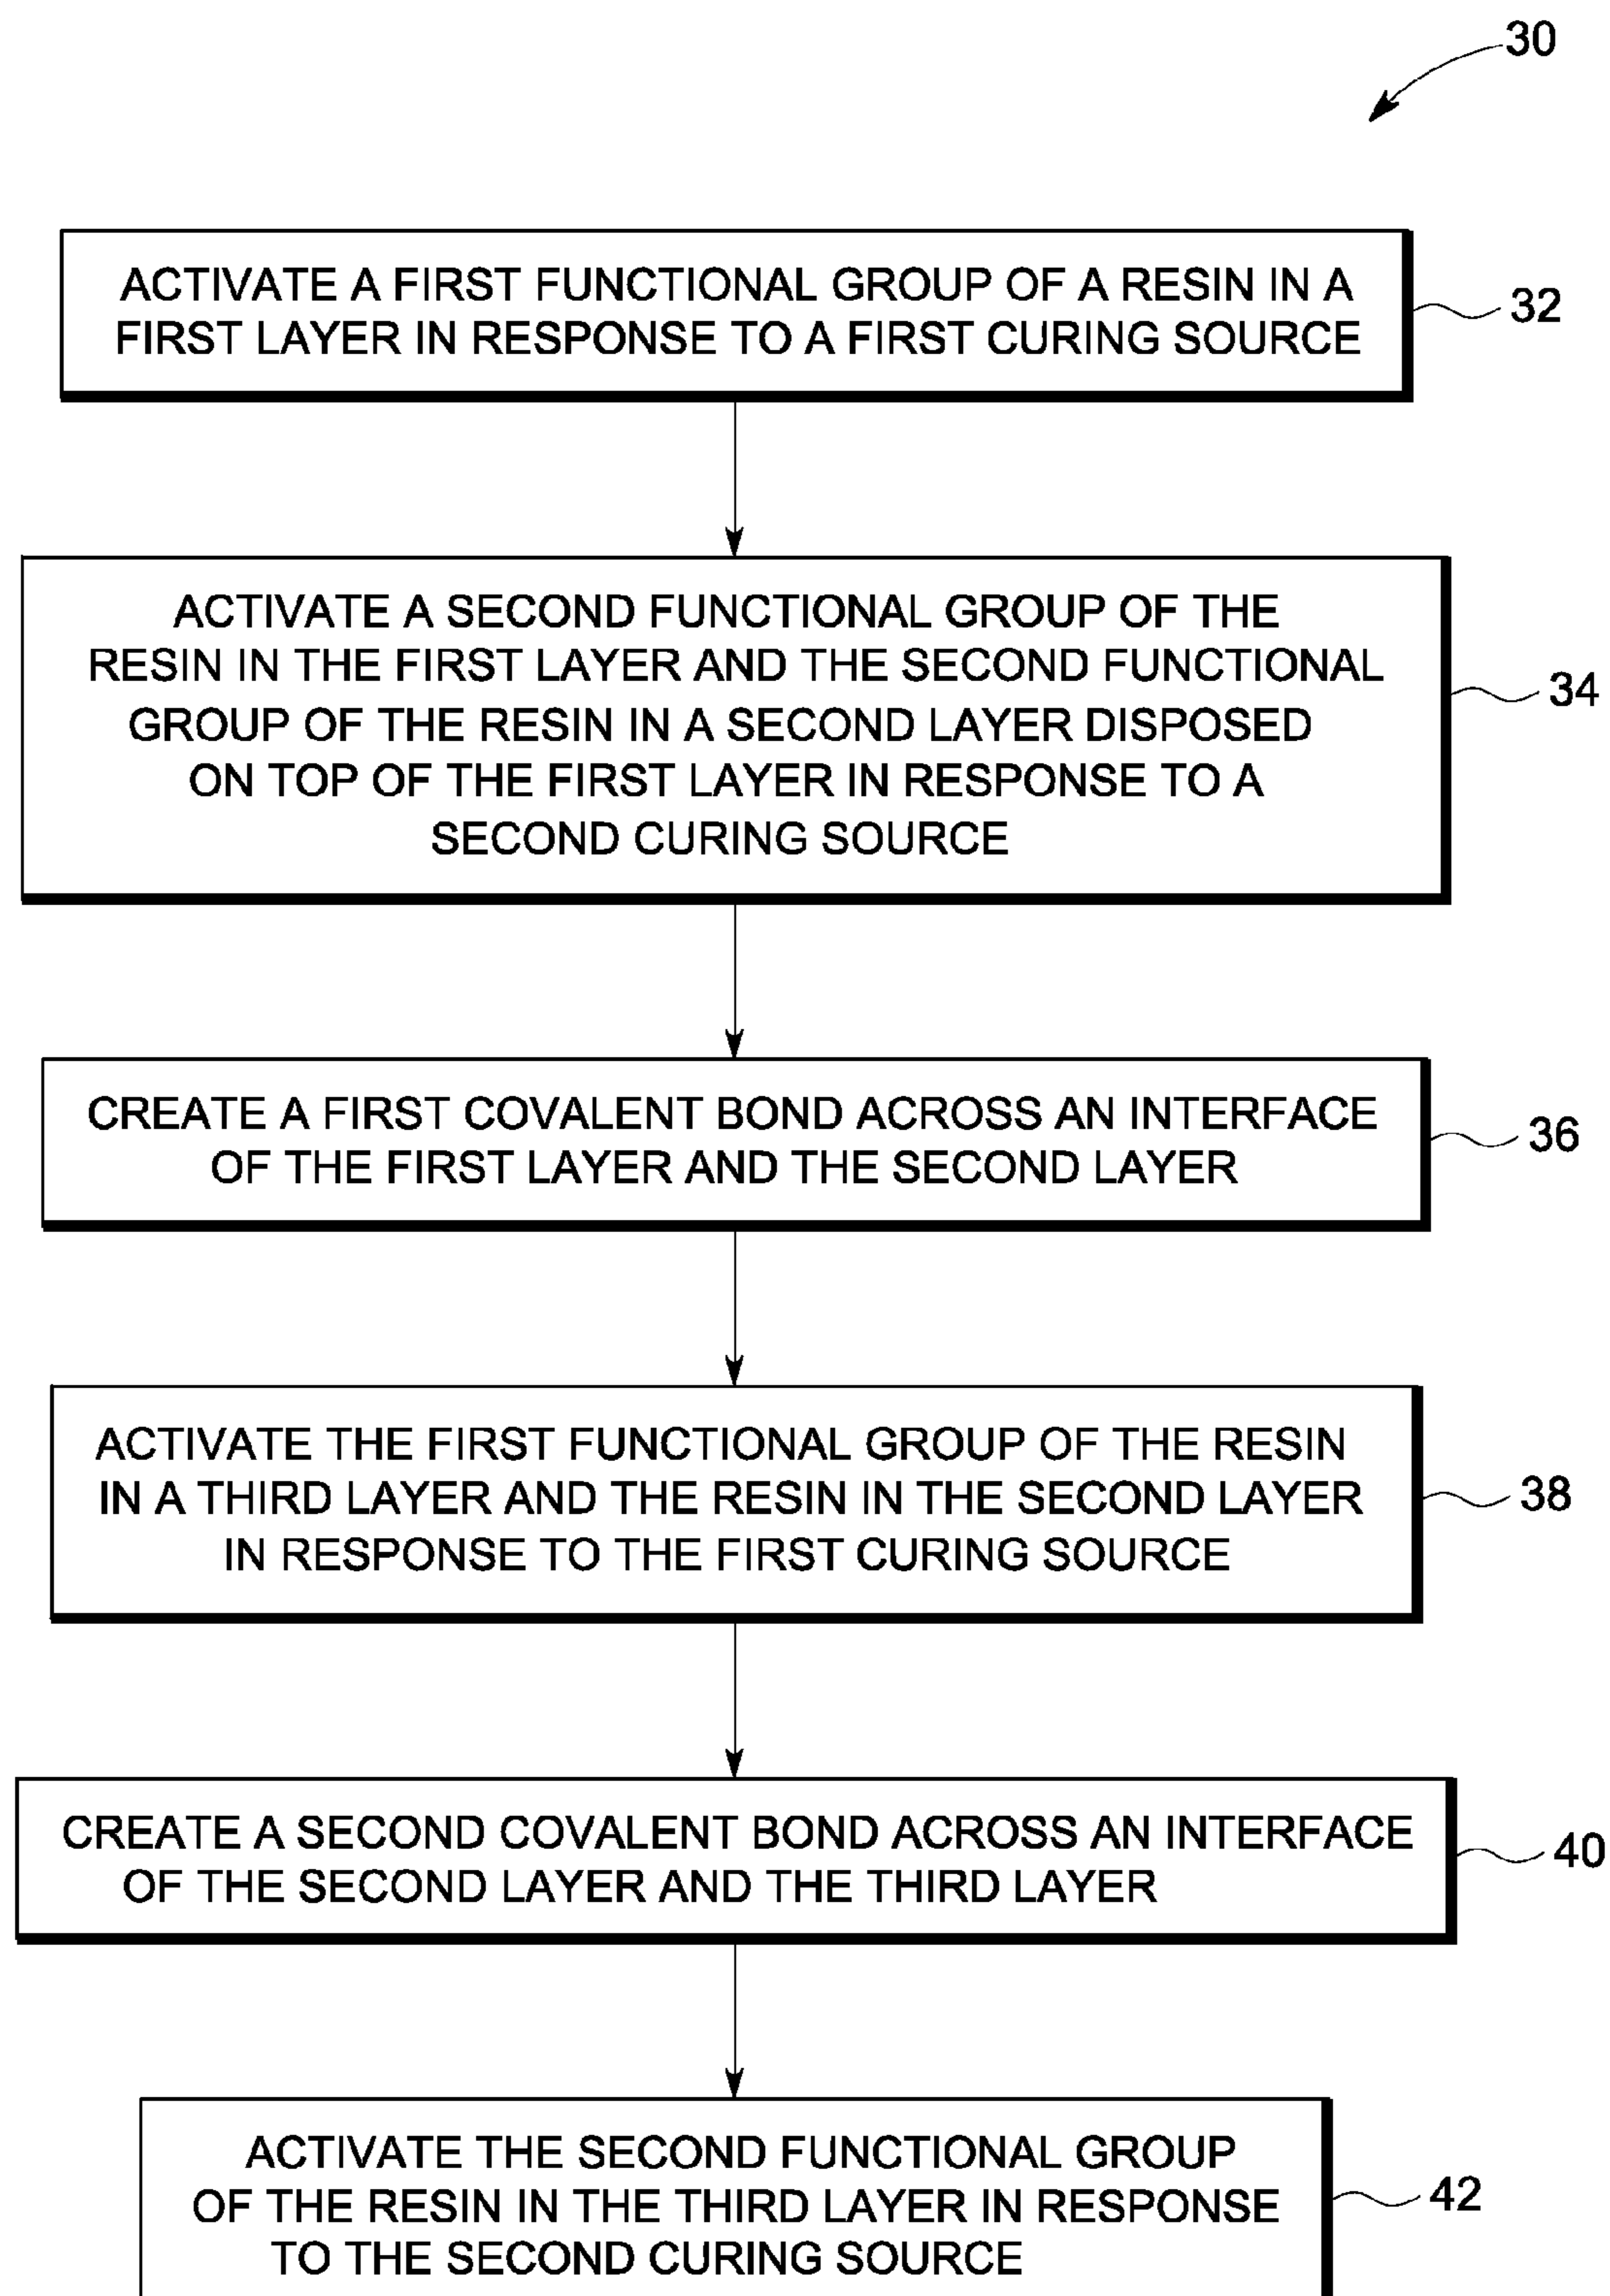 30
ACTIVATE A FIRST FUNCTIONAL GROUP OF A RESIN IN A
FIRST LAYER IN RESPONSE TO A FIRST CURING SOURCE
32
ACTIVATE A SECOND FUNCTIONAL GROUP OF THE
RESIN IN THE FIRST LAYER AND THE SECOND FUNCTIONAL
GROUP OF THE RESIN IN A SECOND LAYER DISPOSED
ON TOP OF THE FIRST LAYER IN RESPONSE TO A
SECOND CURING SOURCE
34
CREATE A FIRST COVALENT BOND ACROSS AN INTERFACE
OF THE FIRST LAYER AND THE SECOND LAYER
36
ACTIVATE THE FIRST FUNCTIONAL GROUP OF THE RESIN
IN A THIRD LAYER AND THE RESIN IN THE SECOND LAYER
IN RESPONSE TO THE FIRST CURING SOURCE
38
CREATE A SECOND COVALENT BOND ACROSS AN INTERFACE
OF THE SECOND LAYER AND THE THIRD LAYER
40
ACTIVATE THE SECOND FUNCTIONAL GROUP
OF THE RESIN IN THE THIRD LAYER IN RESPONSE
TO THE SECOND CURING SOURCE
42